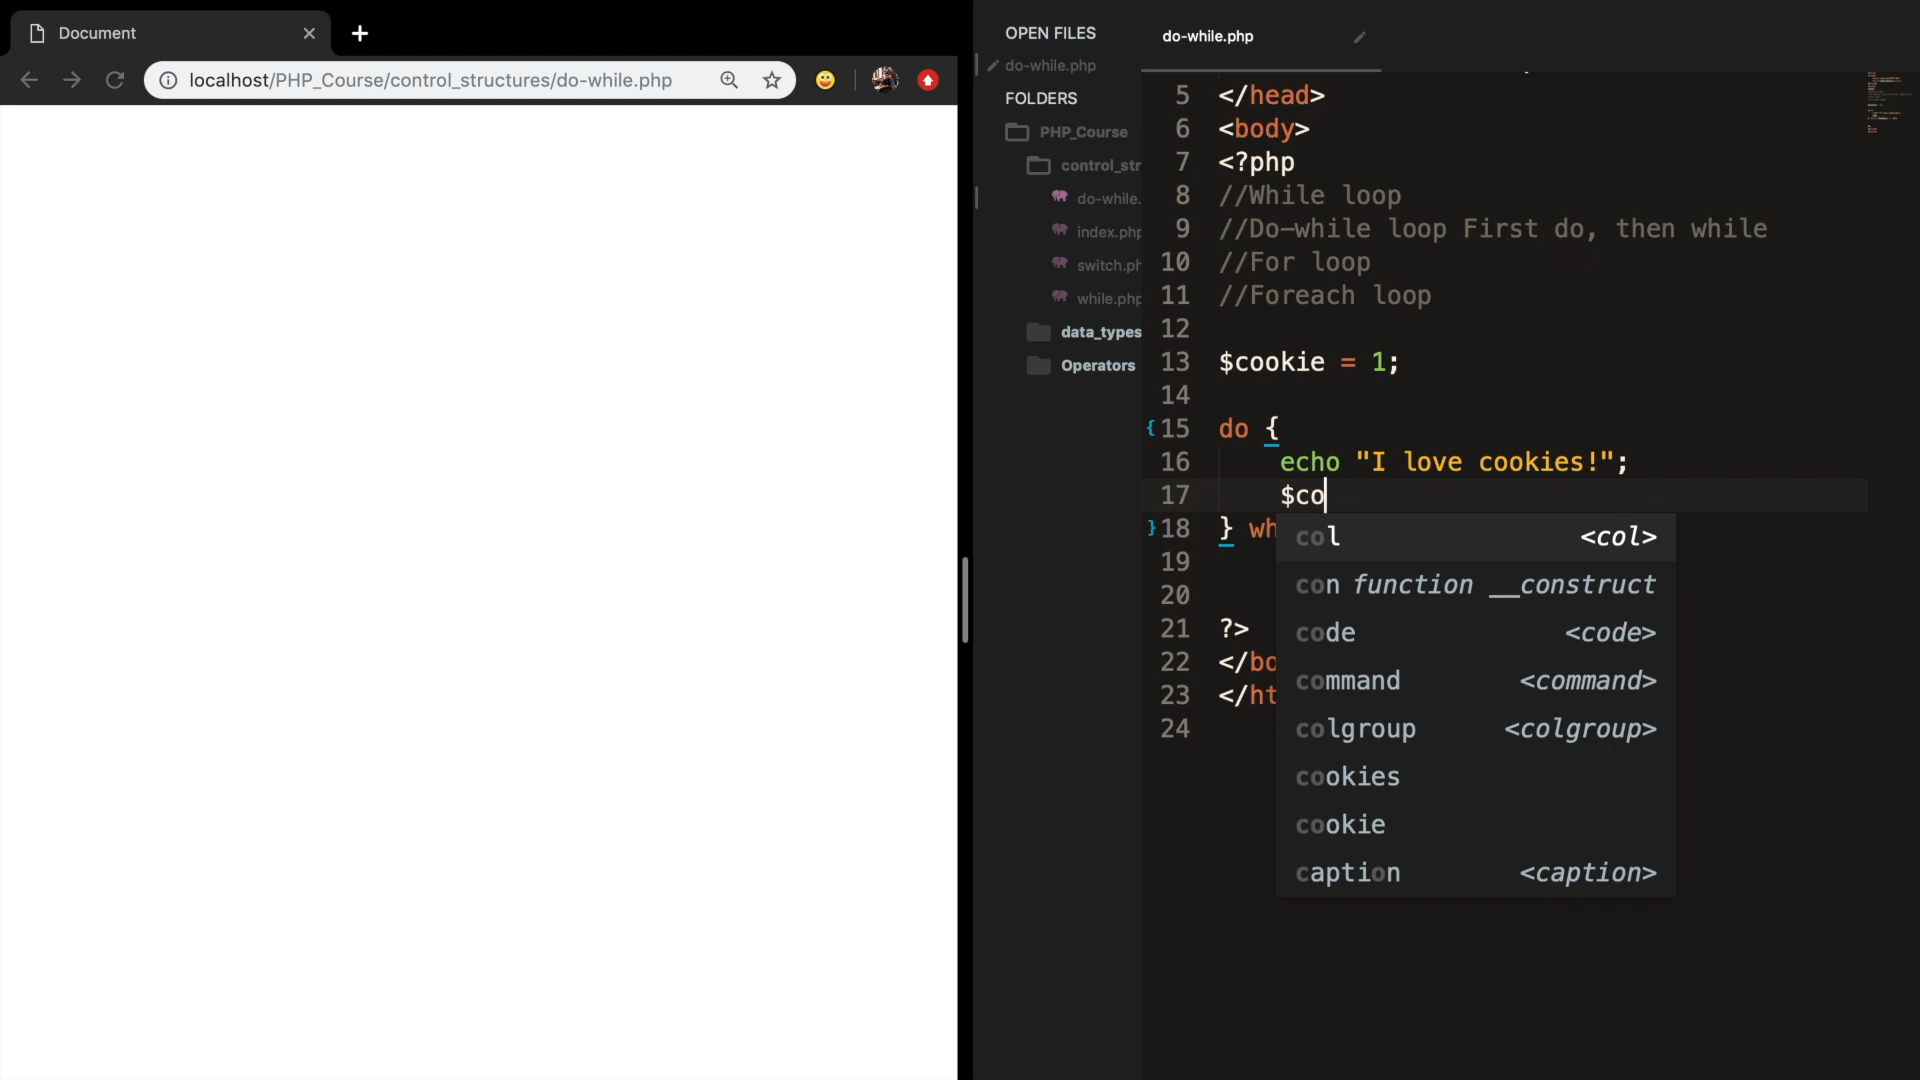 Document
localhost/PHP_Course/control_structures/do-while.php
OPEN FILES
do-while.php
FOLDERS
PHP_Course
control_str
do-while.
index.php
switch.ph
while.php
data_types
Operators
do-while.php
5 </head>
6 <body>
7 <?php
8 //While loop
9 //Do-while loop First do, then while
10 //For loop
11 //Foreach loop
12
13 $cookie = 1;
14
15 do {
16 echo "I love cookies!";
17 $co
18 } wh
19
20
21 ?>
22 </bo
23 </ht
24
col <col>
con function __construct
code <code>
command <command>
colgroup <colgroup>
cookies
cookie
caption <caption>